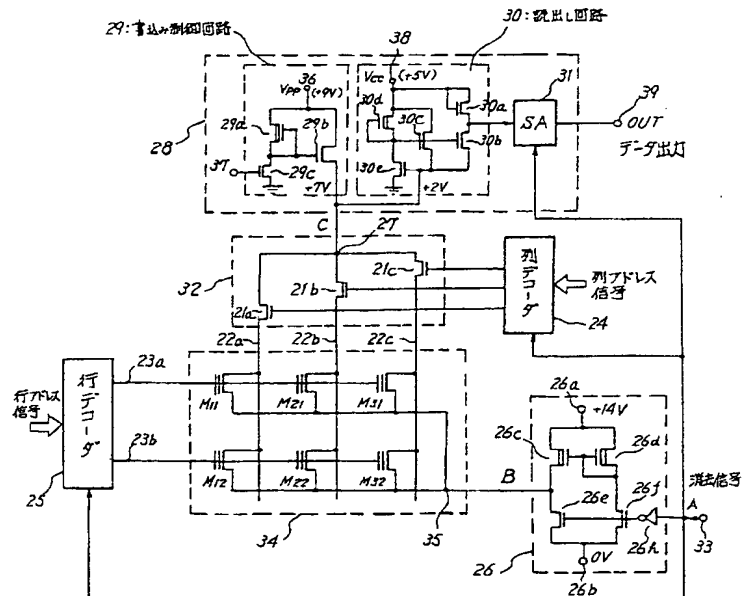 29:書込み制御回路
30:読出し回路
38
36
Vpp
(+9V)
Vcc
(+5V)
31
30a
30d
29a
29b
30c
SA
39
OUT
28
30b
データ出力
37
29c
30e
+7V
+2V
C
27
21c
32
21b
列デコーダ
列アドレス
信号
21a
24
22a
22b
22c
23a
行デコーダ
行アドレス
信号
M11
M21
M31
26a
+14V
26c
26d
23b
M12
M22
M32
B
消去信号
26e
26f
A
25
33
34
35
0V
26h
26
26b